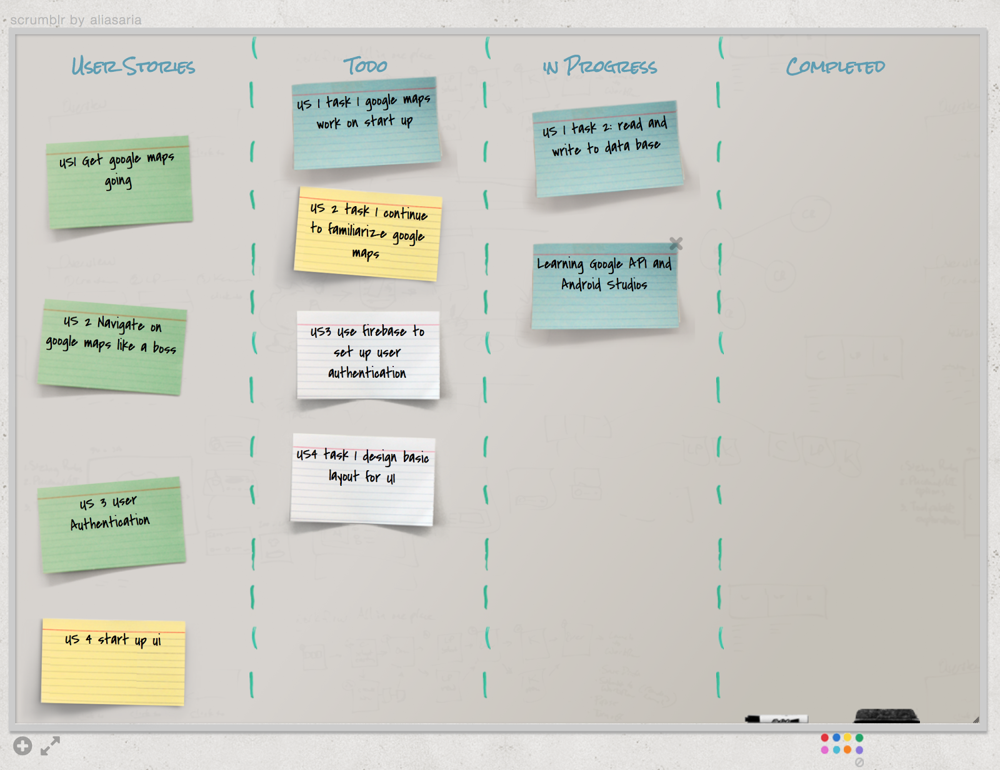 scrumblr by aliasaria
User Stories
Todo
in Progress
Completed
US1 Get google maps
going
US 2 Navigate on
google maps like a boss
US 3 User
Authentication
US 4 start up ui
US 1 task 1 google maps
work on start up
US 2 task 1 continue
to familiarize google
maps
US3 Use firebase to
set up user
authentication
US4 task 1 design basic
layout for UI
US 1 task 2: read and
write to data base
Learning Google API and
Android Studios